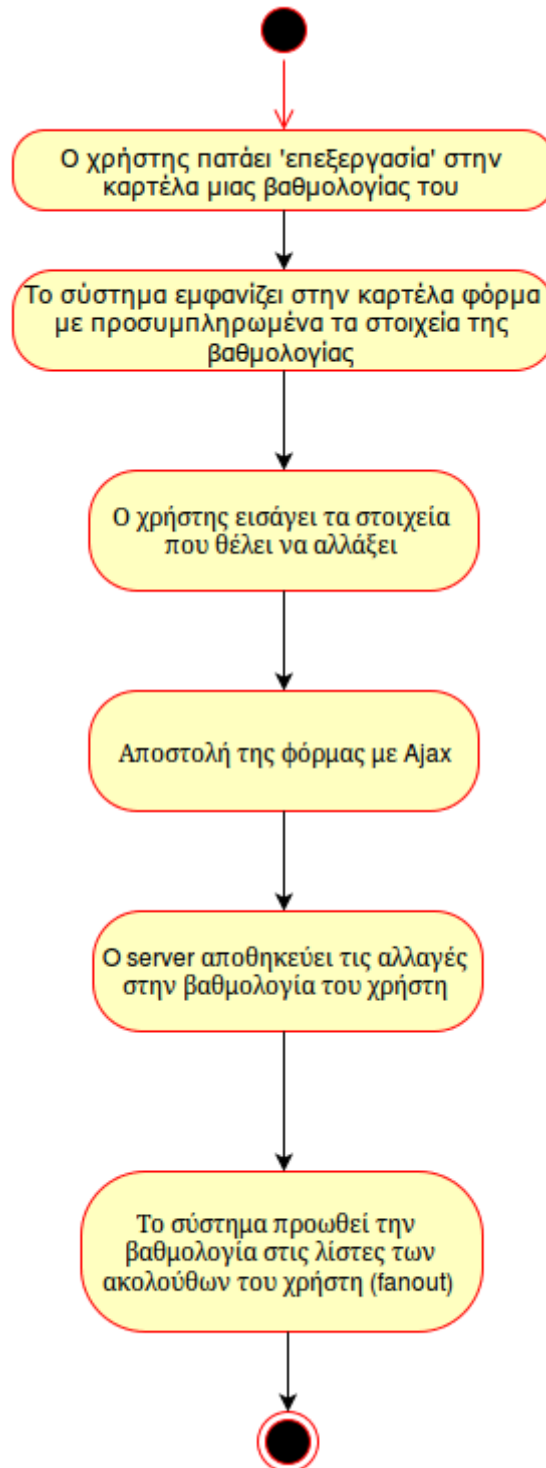 Ο χρήστης πατάει 'επεξεργασία' στην
καρτέλα μιας βαθμολογίας του
Το σύστημα εμφανίζει στην καρτέλα φόρμα
με προσυμπληρωμένα τα στοιχεία της
βαθμολογίας
Ο χρήστης εισάγει τα στοιχεία
που θέλει να αλλάξει
Αποστολή της φόρμας με Ajax
Ο server αποθηκεύει τις αλλαγές
στην βαθμολογία του χρήστη
Το σύστημα προωθεί την
βαθμολογία στις λίστες των
ακολούθων του χρήστη (fanout)